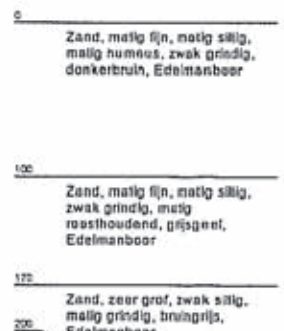 0
Zand, matig fijn, matig siltig,
matig humeus, zwak grindig,
donkerbruin, Edelmanboor
100
Zand, matig fijn, matig siltig,
zwak grindig, matig
roesthoudend, grijsgeel,
Edelmanboor
170
Zand, zeer grof, zwak siltig,
matig grindig, bruingrijs,
200
Edelmanboor